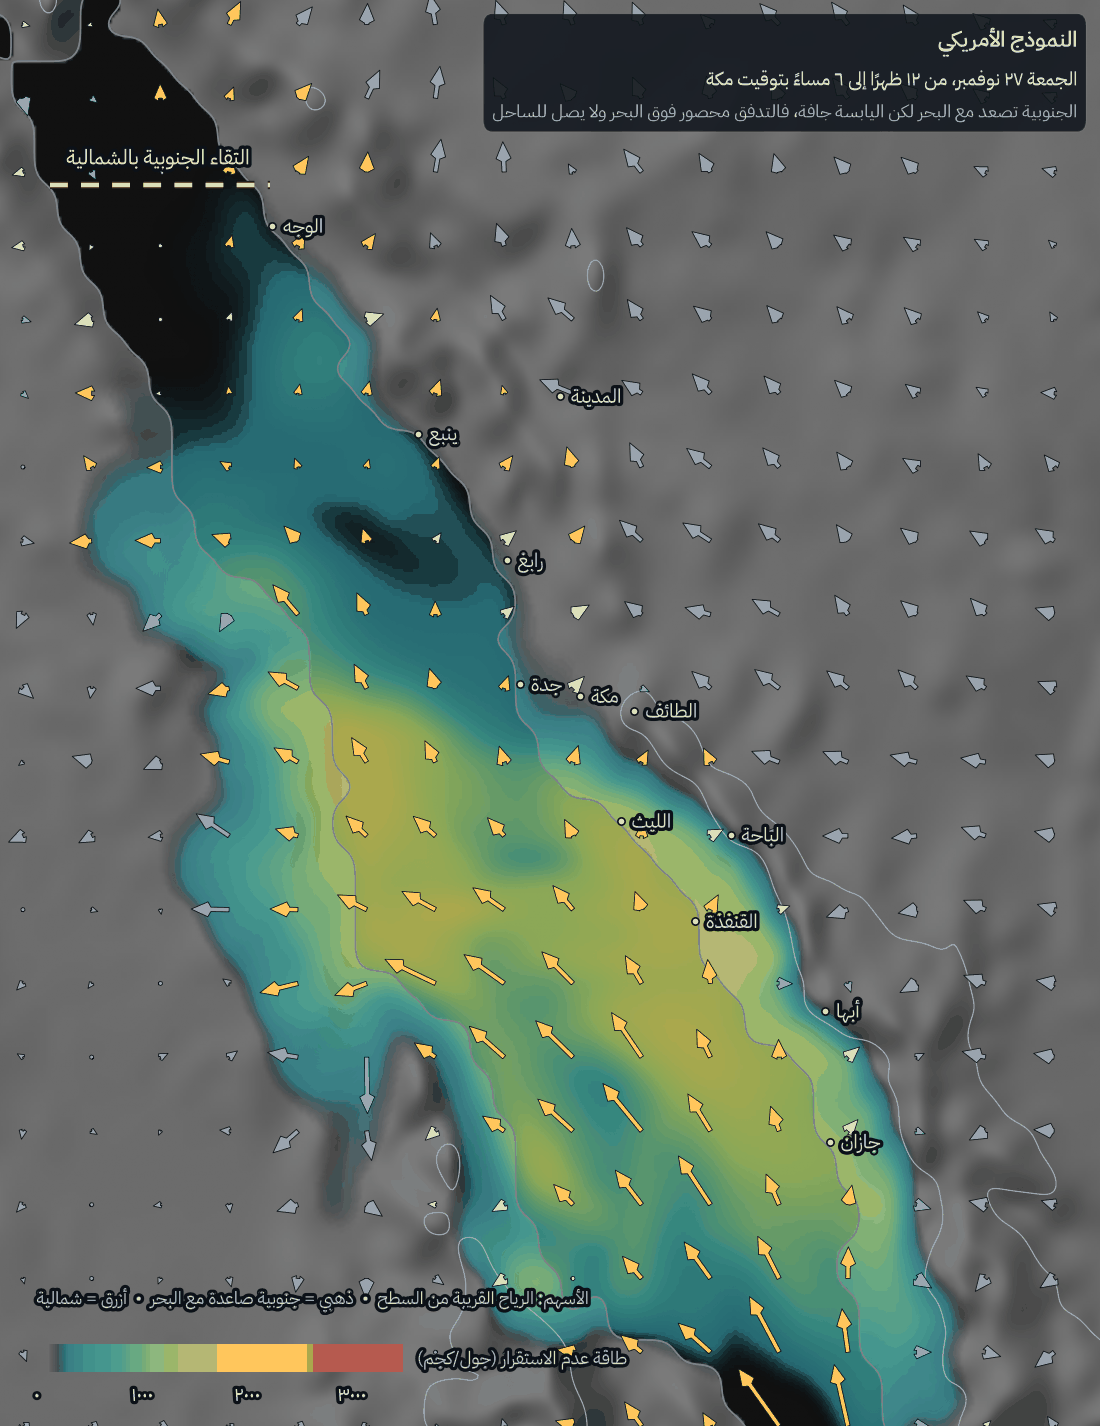 النموذج الأمريكي
الجمعة ٢٧ نوفمبر، من ١٢ ظهرًا إلى ٦ مساءً بتوقيت مكة
الجنوبية تصعد مع البحر لكن اليابسة جافة، فالتدفق محصور فوق البحر ولا يصل للساحل
التقاء الجنوبية بالشمالية
الوجه
المدينة
ينبع
رابغ
جدة
مكة
الطائف
الليث
الباحة
القنفذة
أبها
جازان
الأسهم: الرياح القريبة من السطح • ذهبي = جنوبية صاعدة مع البحر • أزرق = شمالية
طاقة عدم الاستقرار (جول/كجم)
٠ ١٠٠٠ ٢٠٠٠ ٣٠٠٠